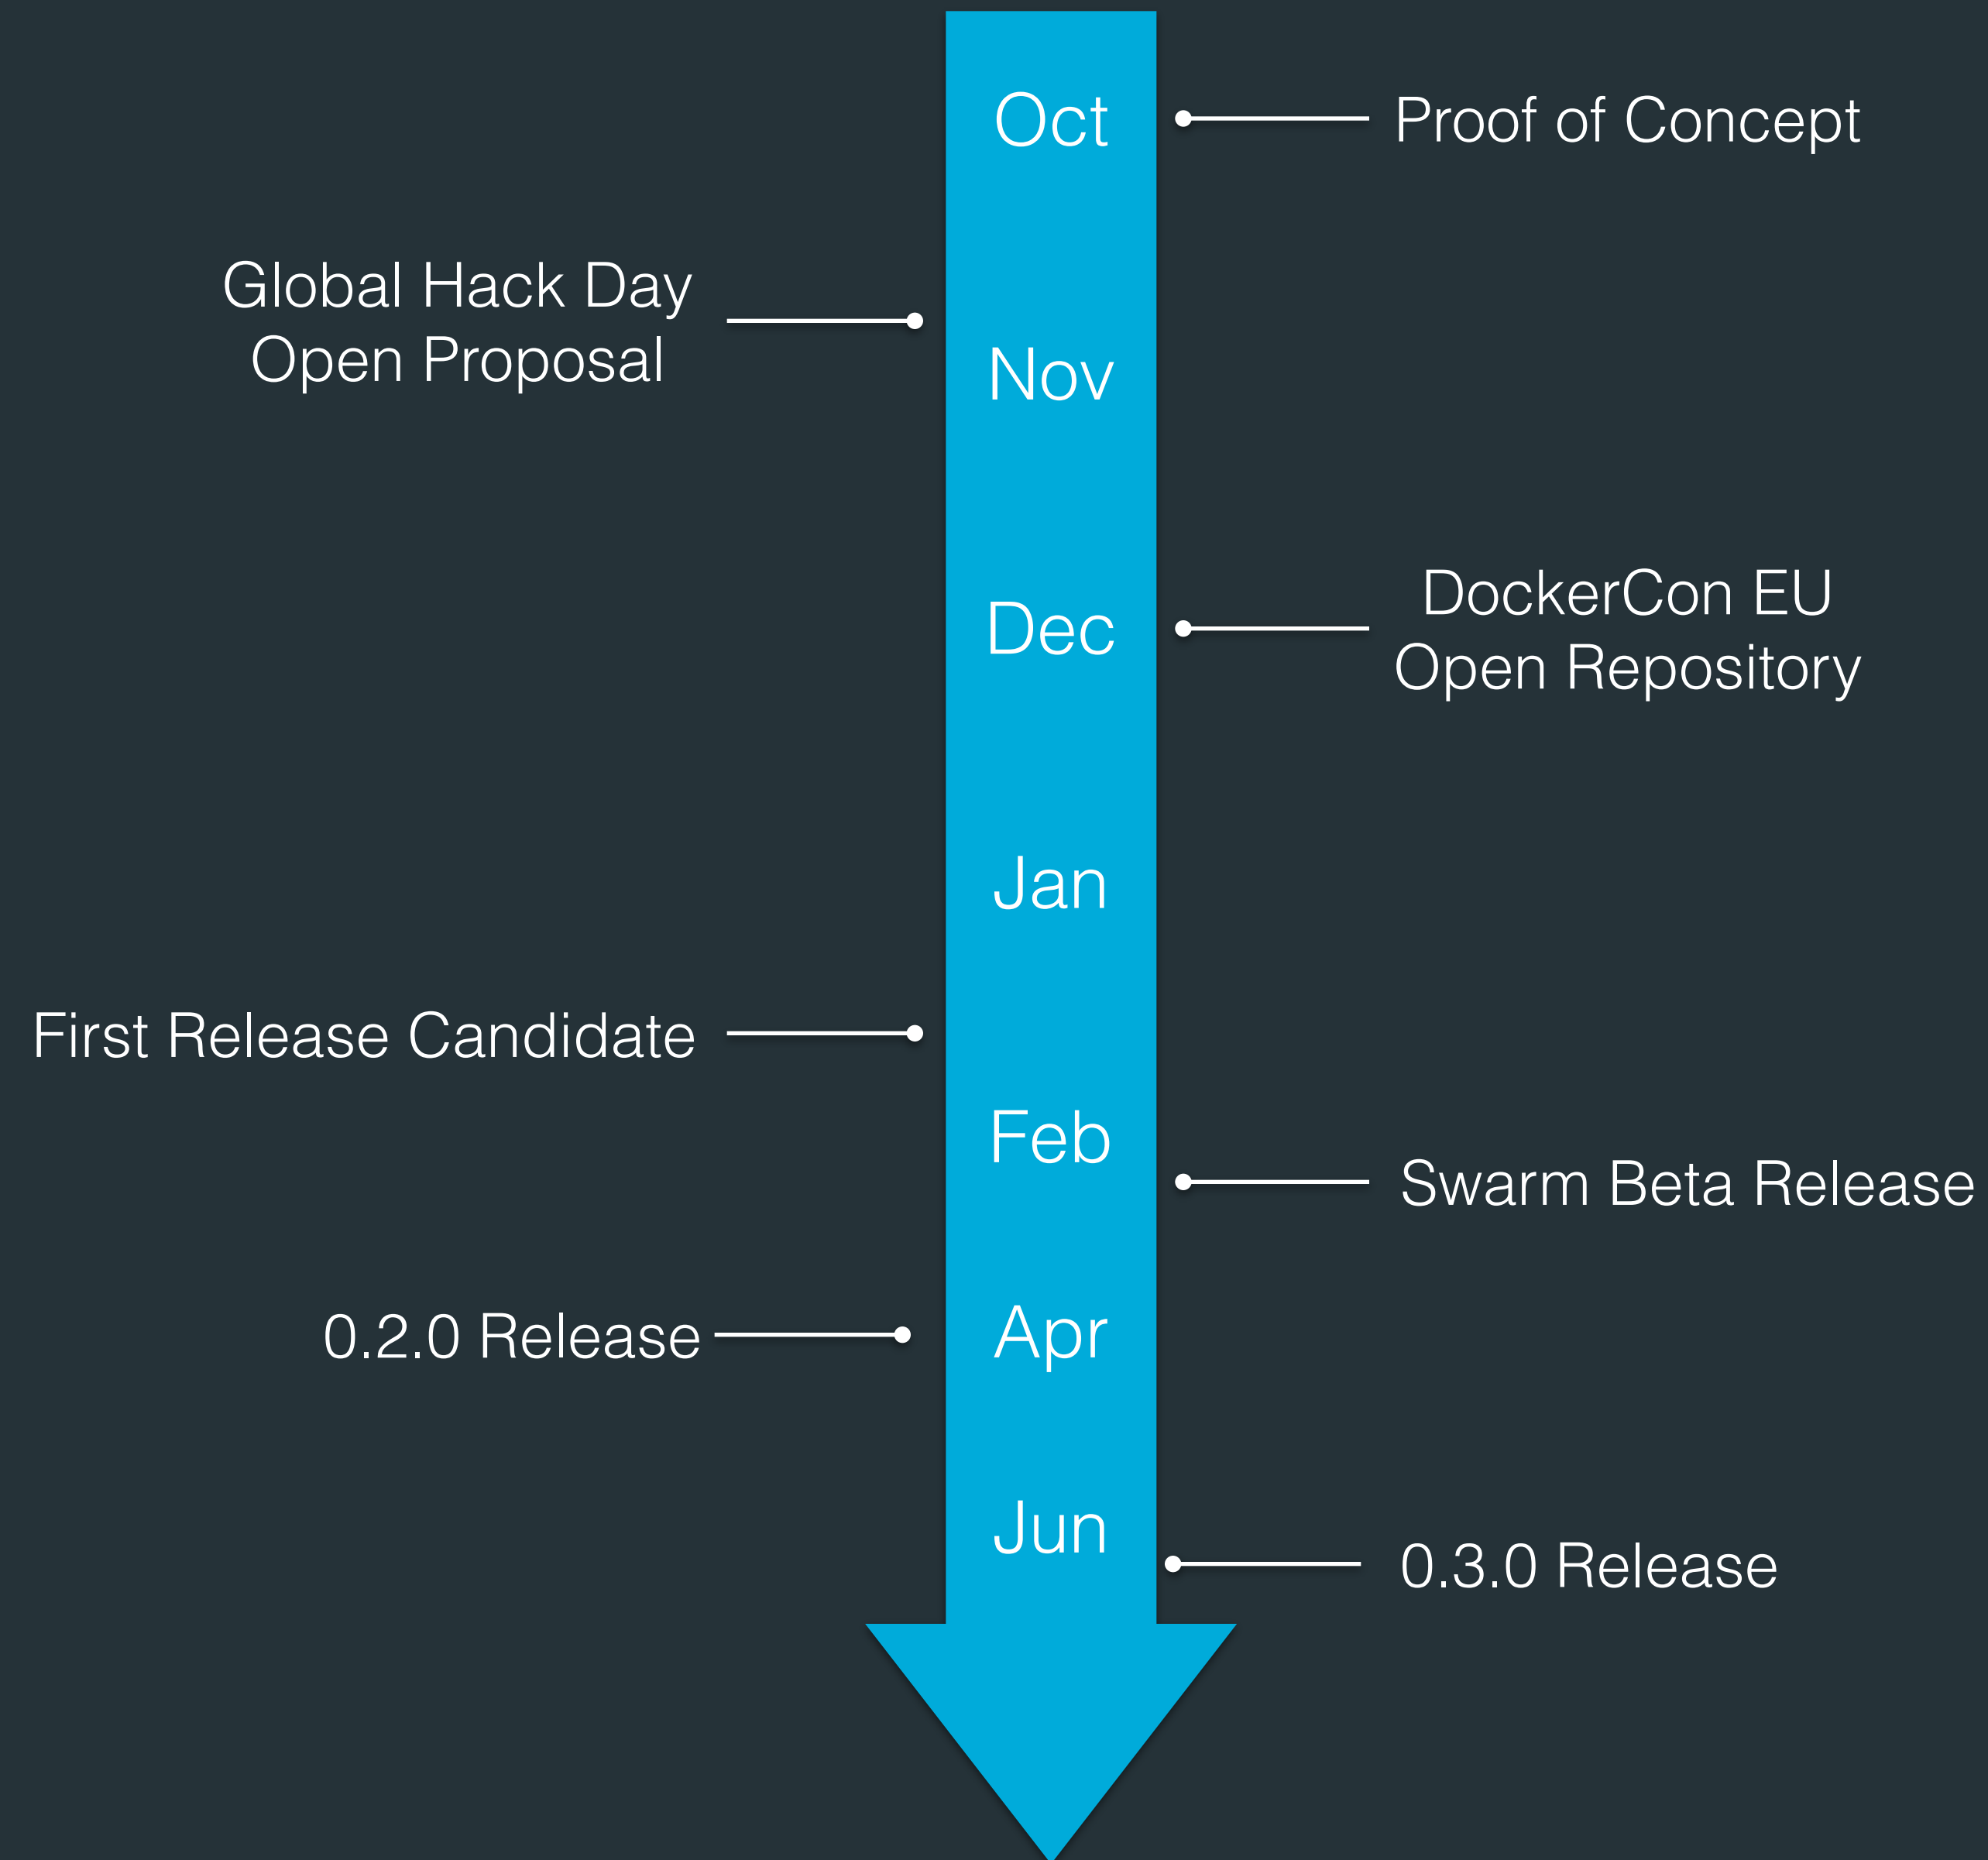 Oct
Proof of Concept
Global Hack Day
Open Proposal
Nov
DockerCon EU
Open Repository
Dec
Jan
First Release Candidate
Feb
Swarm Beta Release
0.2.0 Release
Apr
Jun
0.3.0 Release